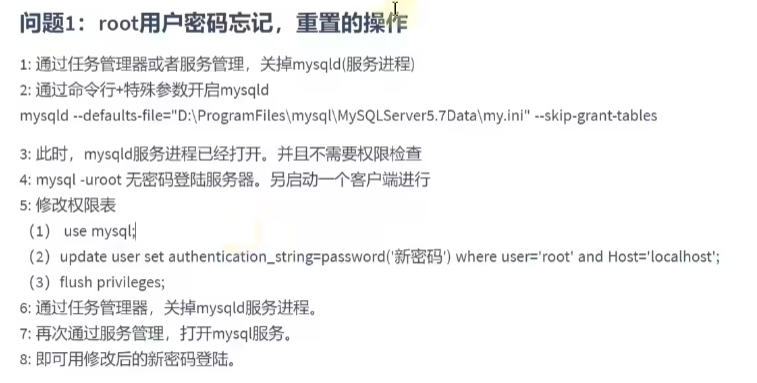 问题1：root用户密码忘记，重置的操作
1: 通过任务管理器或者服务管理，关掉mysqld(服务进程)
2: 通过命令行+特殊参数开启mysqld
mysqld --defaults-file="D:\ProgramFiles\mysql\MySQLServer5.7Data\my.ini" --skip-grant-tables
3: 此时，mysqld服务进程已经打开。并且不需要权限检查
4: mysql -uroot 无密码登陆服务器。另启动一个客户端进行
5: 修改权限表
（1） use mysql;
（2）update user set authentication_string=password('新密码') where user='root' and Host='localhost';
（3）flush privileges;
6: 通过任务管理器，关掉mysqld服务进程。
7: 再次通过服务管理，打开mysql服务。
8: 即可用修改后的新密码登陆。